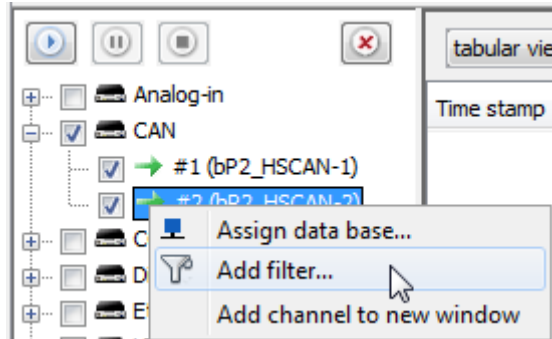 tabular vie
Analog-in
Time stamp
CAN
#1 (bP2_HSCAN-1)
#2 (bP2_HSCAN-2)
C
Assign data base...
D
Add filter...
E
Add channel to new window